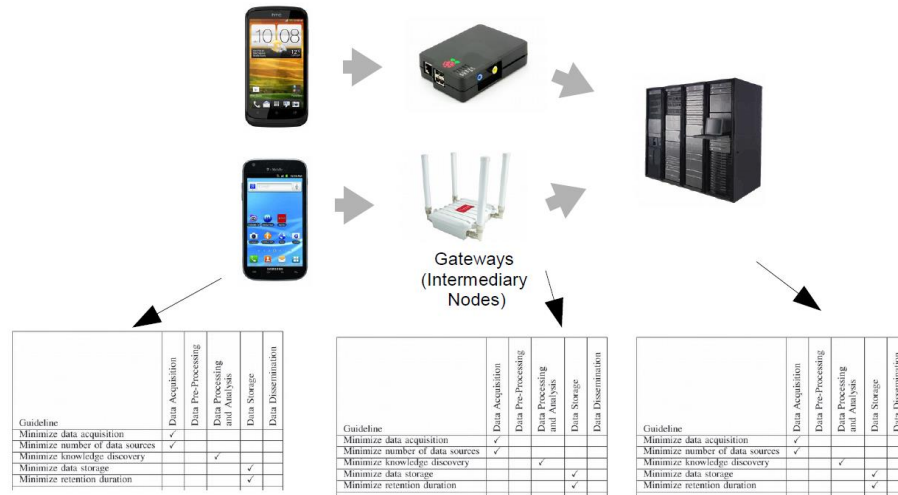 10:08
Gateways
(Intermediary
Nodes)
Guideline
Data Acquisition
Data Pre-Processing
Data Processing
and Analysis
Data Storage
Data Dissemination
Minimize data acquisition ✓
Minimize number of data sources ✓
Minimize knowledge discovery ✓
Minimize data storage ✓
Minimize retention duration ✓
Guideline
Data Acquisition
Data Pre-Processing
Data Processing
and Analysis
Data Storage
Data Dissemination
Minimize data acquisition ✓
Minimize number of data sources ✓
Minimize knowledge discovery ✓
Minimize data storage ✓
Minimize retention duration ✓
Guideline
Data Acquisition
Data Pre-Processing
Data Processing
and Analysis
Data Storage
Data Dissemination
Minimize data acquisition ✓
Minimize number of data sources ✓
Minimize knowledge discovery ✓
Minimize data storage ✓
Minimize retention duration ✓